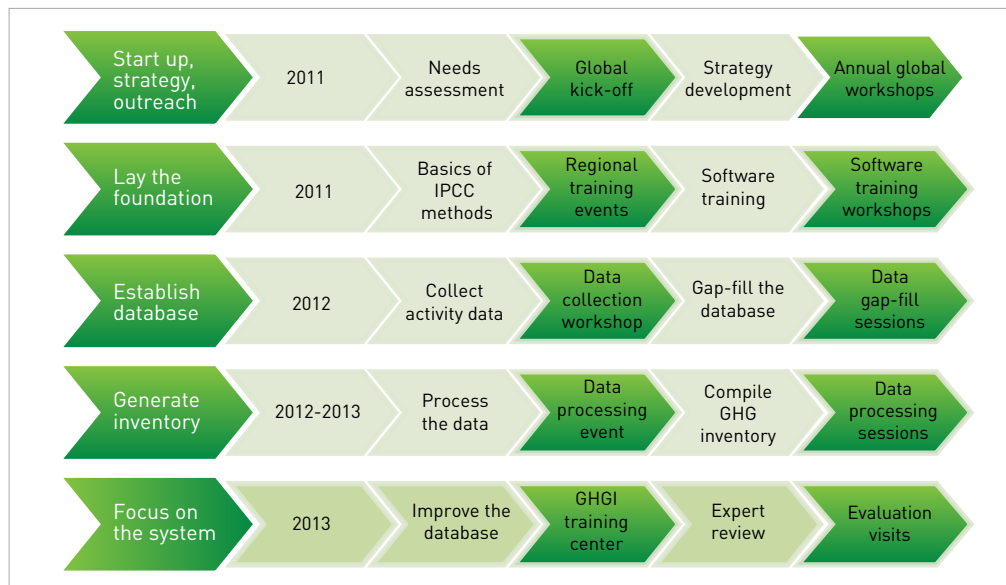 Start up,
strategy,
outreach
2011
Needs
assessment
Global
kick-off
Strategy
development
Annual global
workshops
Lay the
foundation
2011
Basics of
IPCC
methods
Regional
training
events
Software
training
Software
training
workshops
Establish
database
2012
Collect
activity data
Data
collection
workshop
Gap-fill the
database
Data
gap-fill
sessions
Generate
inventory
2012-2013
Process
the data
Data
processing
event
Compile
GHG
inventory
Data
processing
sessions
Focus on
the system
2013
Improve the
database
GHGI
training
center
Expert
review
Evaluation
visits